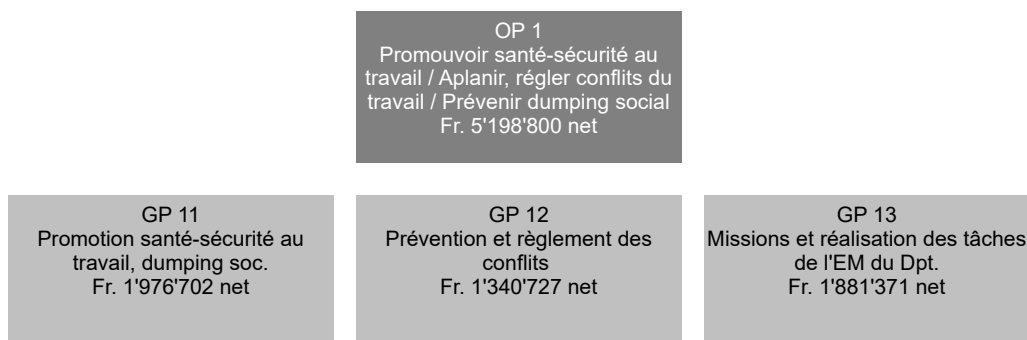 OP 1
Promouvoir santé-sécurité au
travail / Aplanir, régler conflits du
travail / Prévenir dumping social
Fr. 5'198'800 net
GP 11
Promotion santé-sécurité au
travail, dumping soc.
Fr. 1'976'702 net
GP 12
Prévention et règlement des
conflits
Fr. 1'340'727 net
GP 13
Missions et réalisation des tâches
de l'EM du Dpt.
Fr. 1'881'371 net